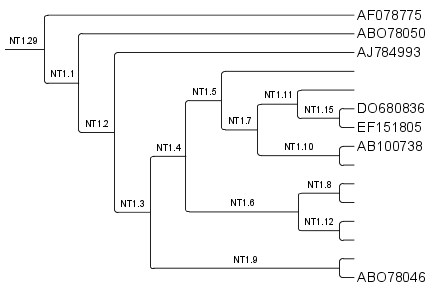 AF078775
NT1.29
ABO78050
AJ784993
NT1.1
NT1.5
NT1.11
DO680836
NT1.15
NT1.2
NT1.7
EF151805
NT1.4
NT1.10
AB100738
NT1.8
NT1.3
NT1.6
NT1.12
NT1.9
ABO78046